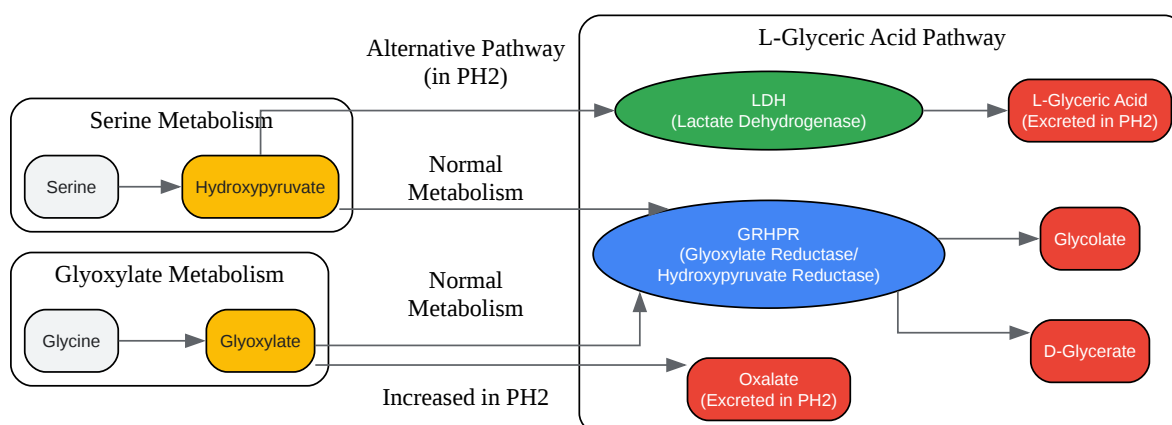 Alternative Pathway
(in PH2)
L-Glyceric Acid Pathway
LDH
(Lactate Dehydrogenase)
L-Glyceric Acid
(Excreted in PH2)
Serine Metabolism
Serine
Hydroxypyruvate
Normal
Metabolism
GRHPR
(Glyoxylate Reductase/
Hydroxypyruvate Reductase)
Glycolate
Glyoxylate Metabolism
Glycine
Glyoxylate
Normal
Metabolism
D-Glycerate
Oxalate
(Excreted in PH2)
Increased in PH2